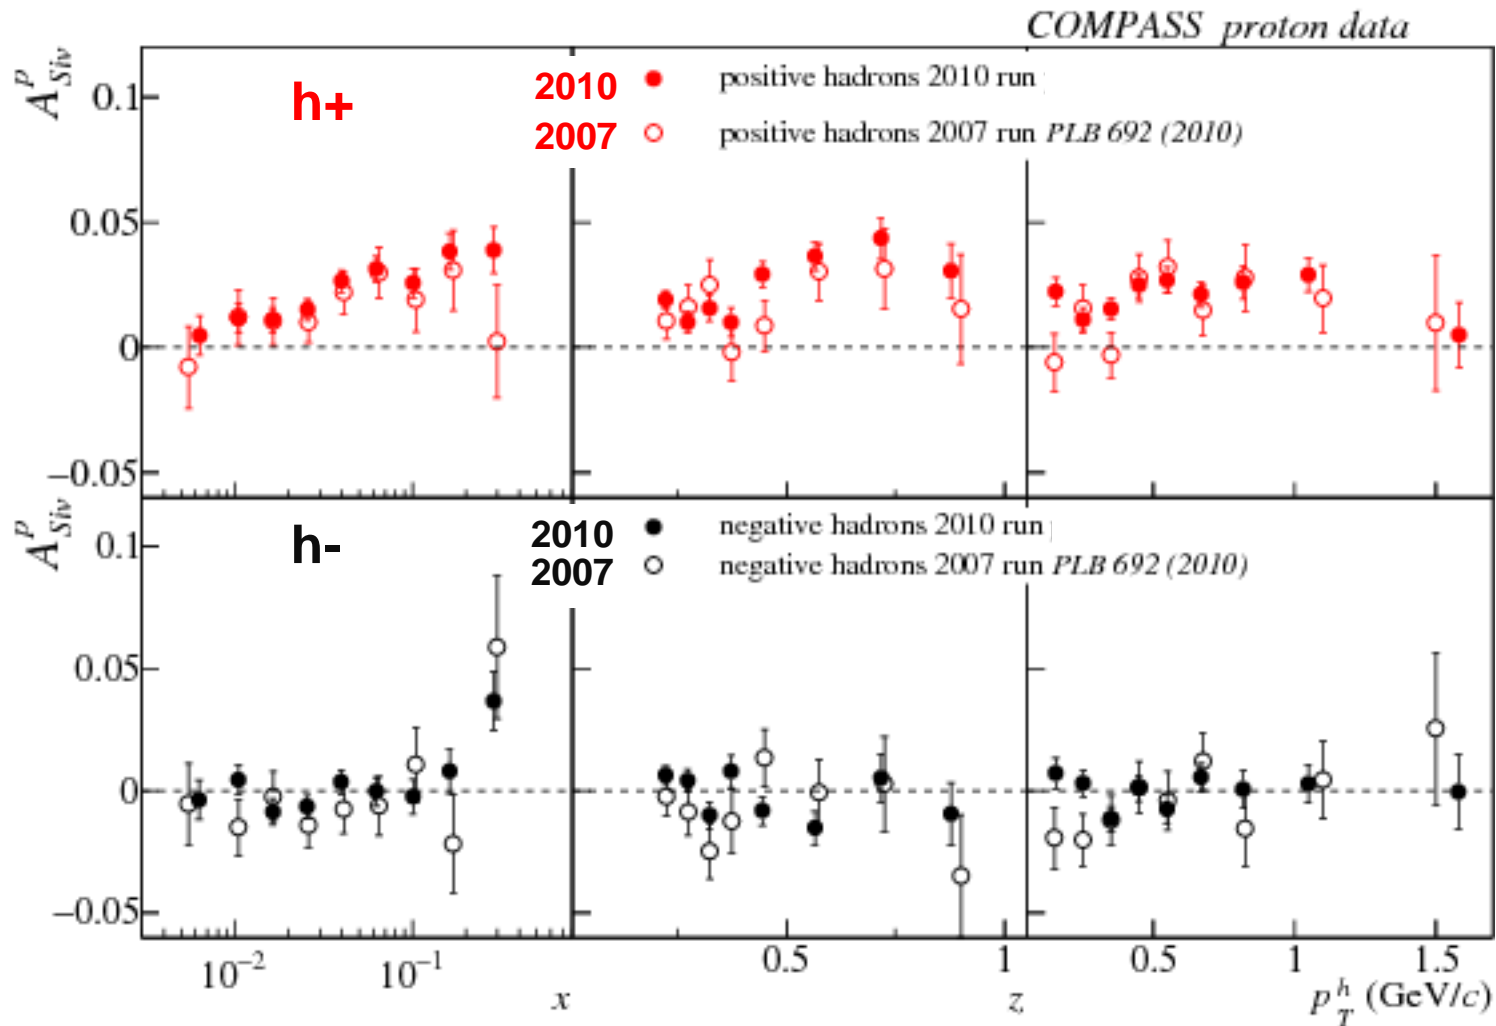 COMPASS proton data
A^p_Siv
h+
2010 positive hadrons 2010 run
2007 positive hadrons 2007 run PLB 692 (2010)
0.1
0.05
0
−0.05
A^p_Siv
h-
2010 negative hadrons 2010 run
2007 negative hadrons 2007 run PLB 692 (2010)
0.1
0.05
0
−0.05
10^−2 10^−1 0.5 1 0.5 1 1.5
x z p^h_T (GeV/c)